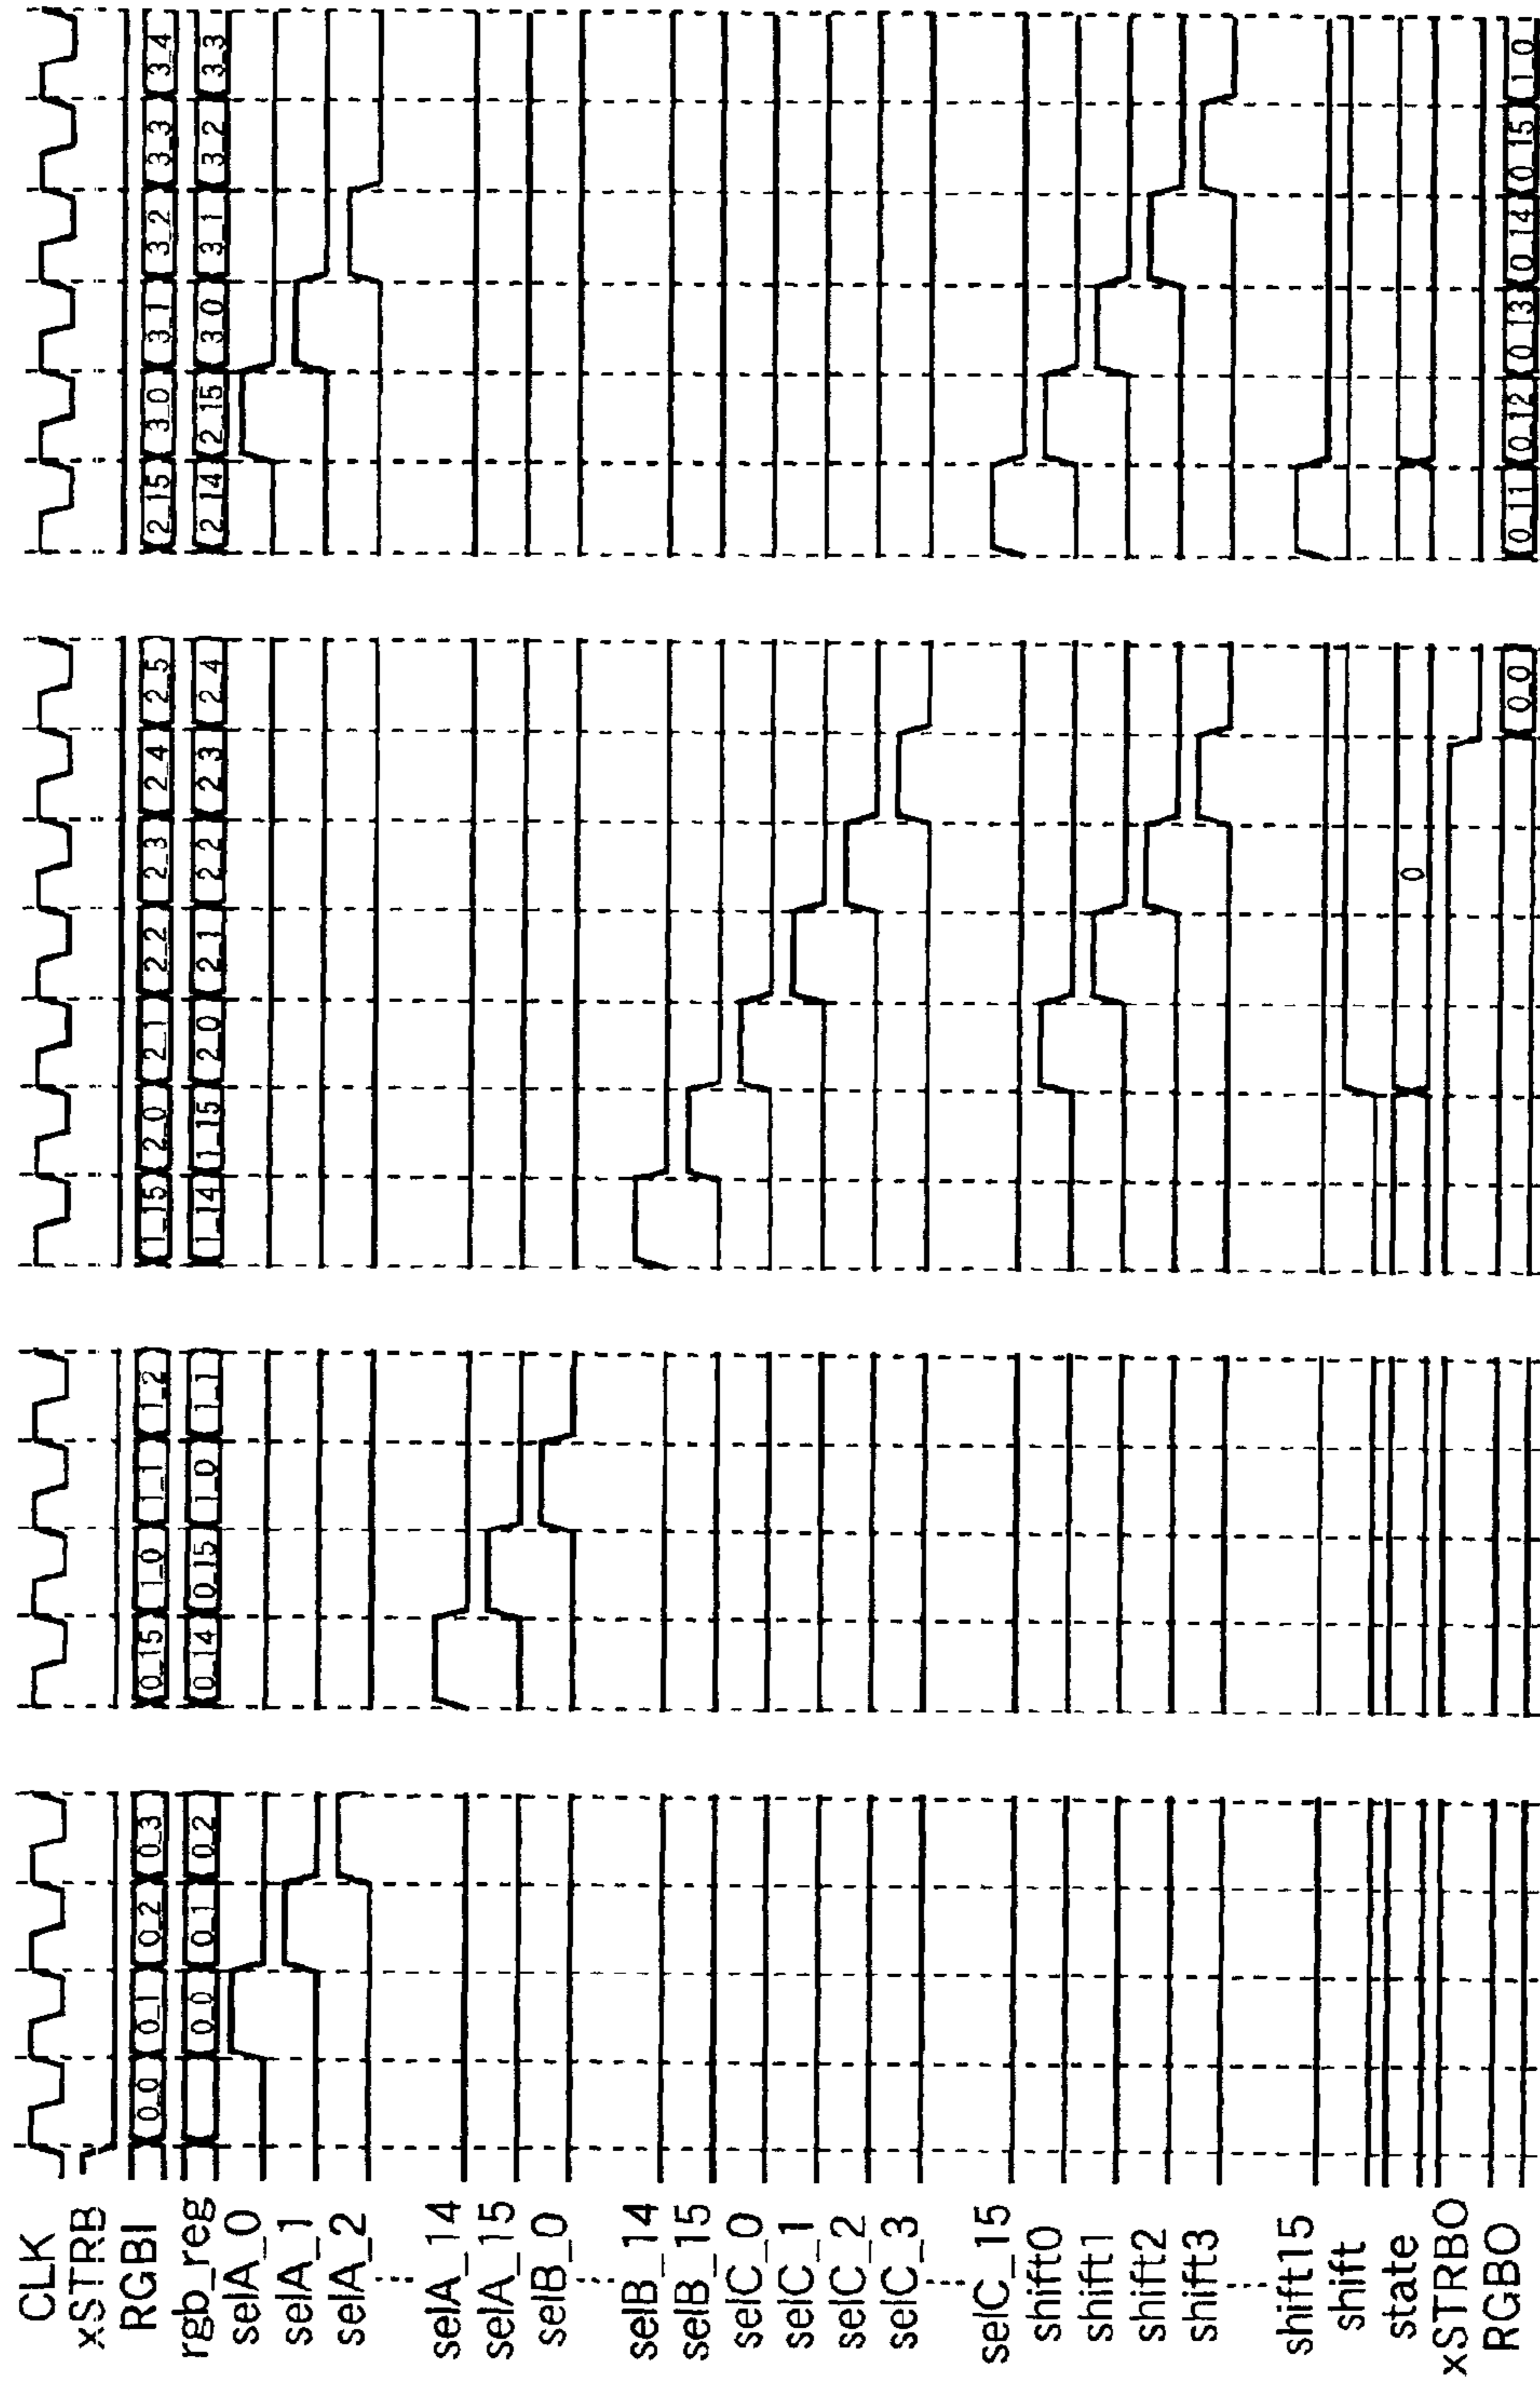 CLK
xSTRB
RGBI 0_0 0_1 0_2 0_3 0_15 1_0 1_1 1_2 1_15 2_0 2_1 2_2 2_3 2_4 2_5 2_15 3_0 3_1 3_2 3_3 3_4
rgb_reg 0_0 0_1 0_2 0_14 0_15 1_0 1_1 1_14 1_15 2_0 2_1 2_2 2_3 2_4 2_14 2_15 3_0 3_1 3_2 3_3
selA_0
selA_1
selA_2
selA_14
selA_15
selB_0
selB_14
selB_15
selC_0
selC_1
selC_2
selC_3
selC_15
shift0
shift1
shift2
shift3
shift15
shift
state 0
xSTRBO
RGBO 0_0 0_11 0_12 0_13 0_14 0_15 1_0